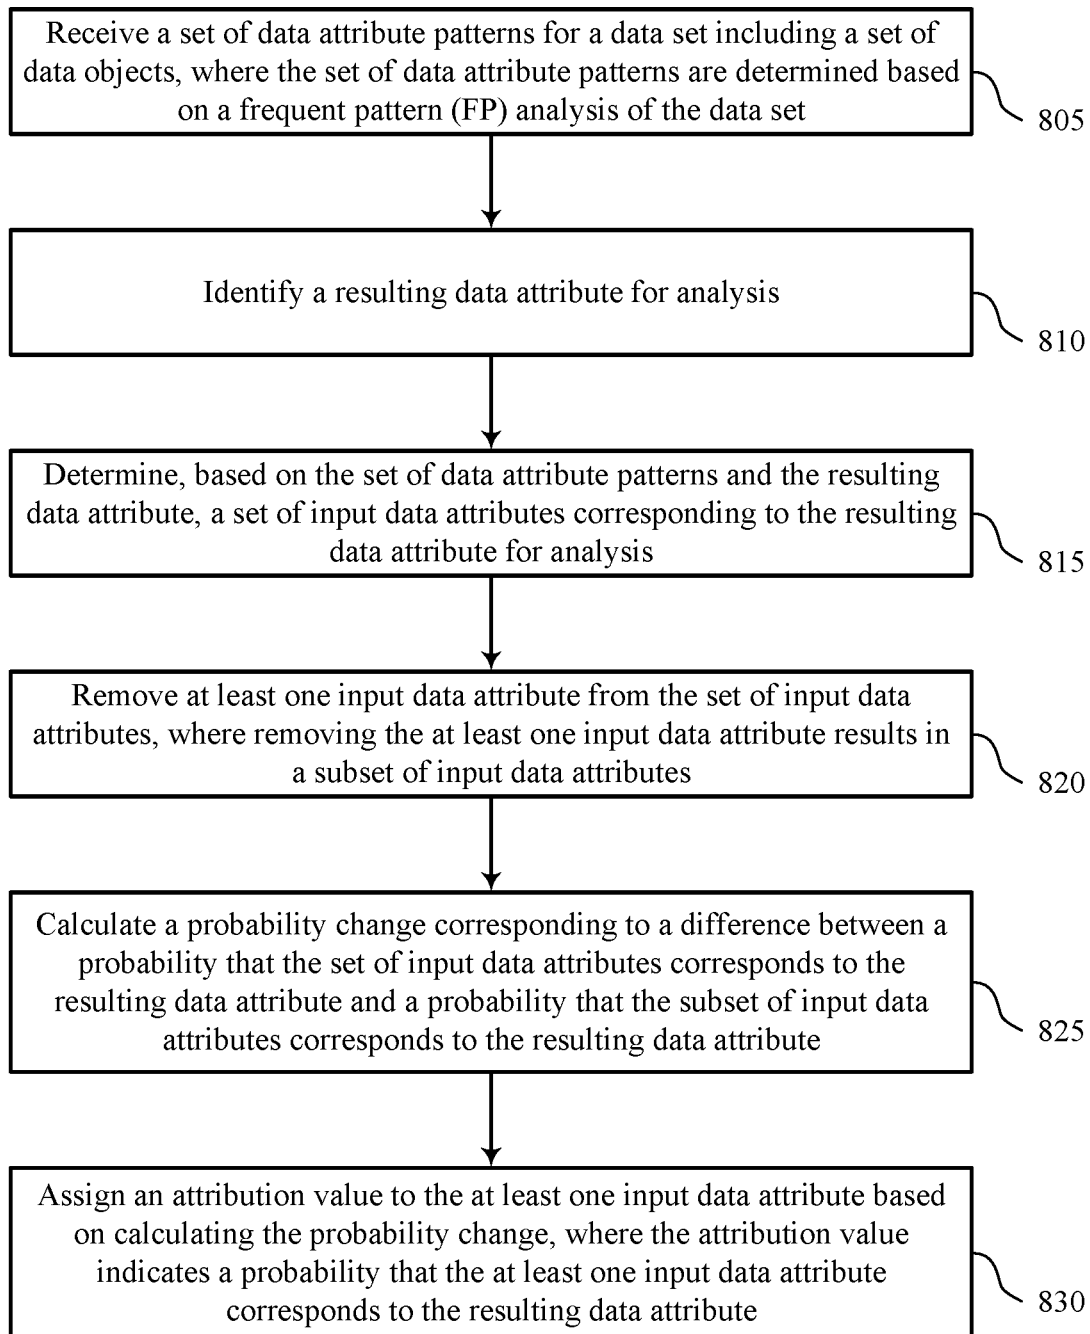 Receive a set of data attribute patterns for a data set including a set of
data objects, where the set of data attribute patterns are determined based
on a frequent pattern (FP) analysis of the data set
805
Identify a resulting data attribute for analysis
810
Determine, based on the set of data attribute patterns and the resulting
data attribute, a set of input data attributes corresponding to the resulting
data attribute for analysis
815
Remove at least one input data attribute from the set of input data
attributes, where removing the at least one input data attribute results in
a subset of input data attributes
820
Calculate a probability change corresponding to a difference between a
probability that the set of input data attributes corresponds to the
resulting data attribute and a probability that the subset of input data
attributes corresponds to the resulting data attribute
825
Assign an attribution value to the at least one input data attribute based
on calculating the probability change, where the attribution value
indicates a probability that the at least one input data attribute
corresponds to the resulting data attribute
830